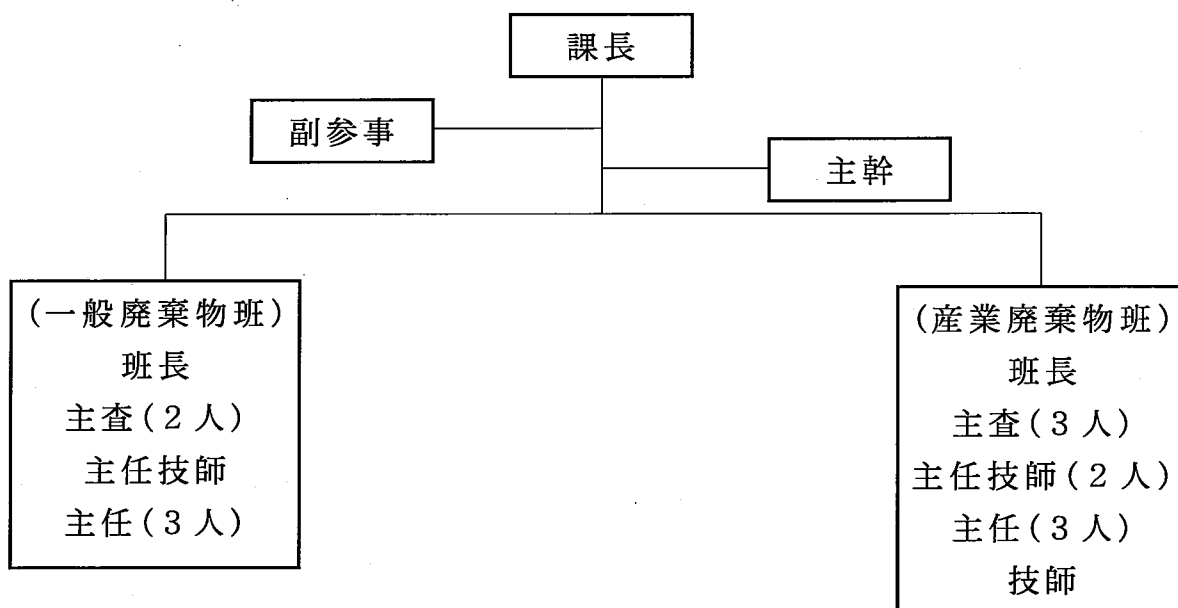 課長
副参事
主幹
(一般廃棄物班)
班長
主査(2人)
主任技師
主任(3人)
(産業廃棄物班)
班長
主査(3人)
主任技師(2人)
主任(3人)
技師